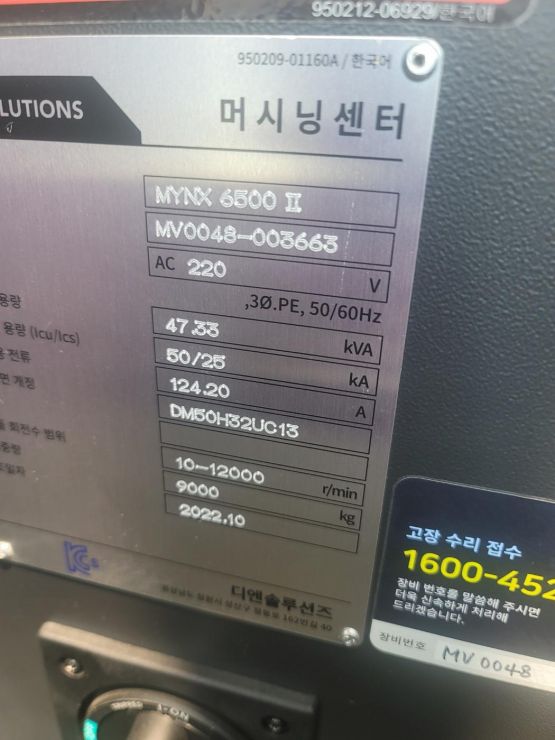 950212-06929/한국어
950209-01160A / 한국어
LUTIONS
머시닝센터
MYNX 6500 II
MV0048-003663
AC 220 V
,3Ø.PE, 50/60Hz
용량
47.33 kVA
용량 (Icu/Ics)
50/25 kA
124.20 A
DM50H32UC13
회전수 범위
10-12000 r/min
9000 kg
2022.10
디엔솔루션즈
고장 수리 접수
1600-452
장비 번호를 말씀해 주시면
더욱 신속하게 처리해
드리겠습니다.
장비번호 MV0048